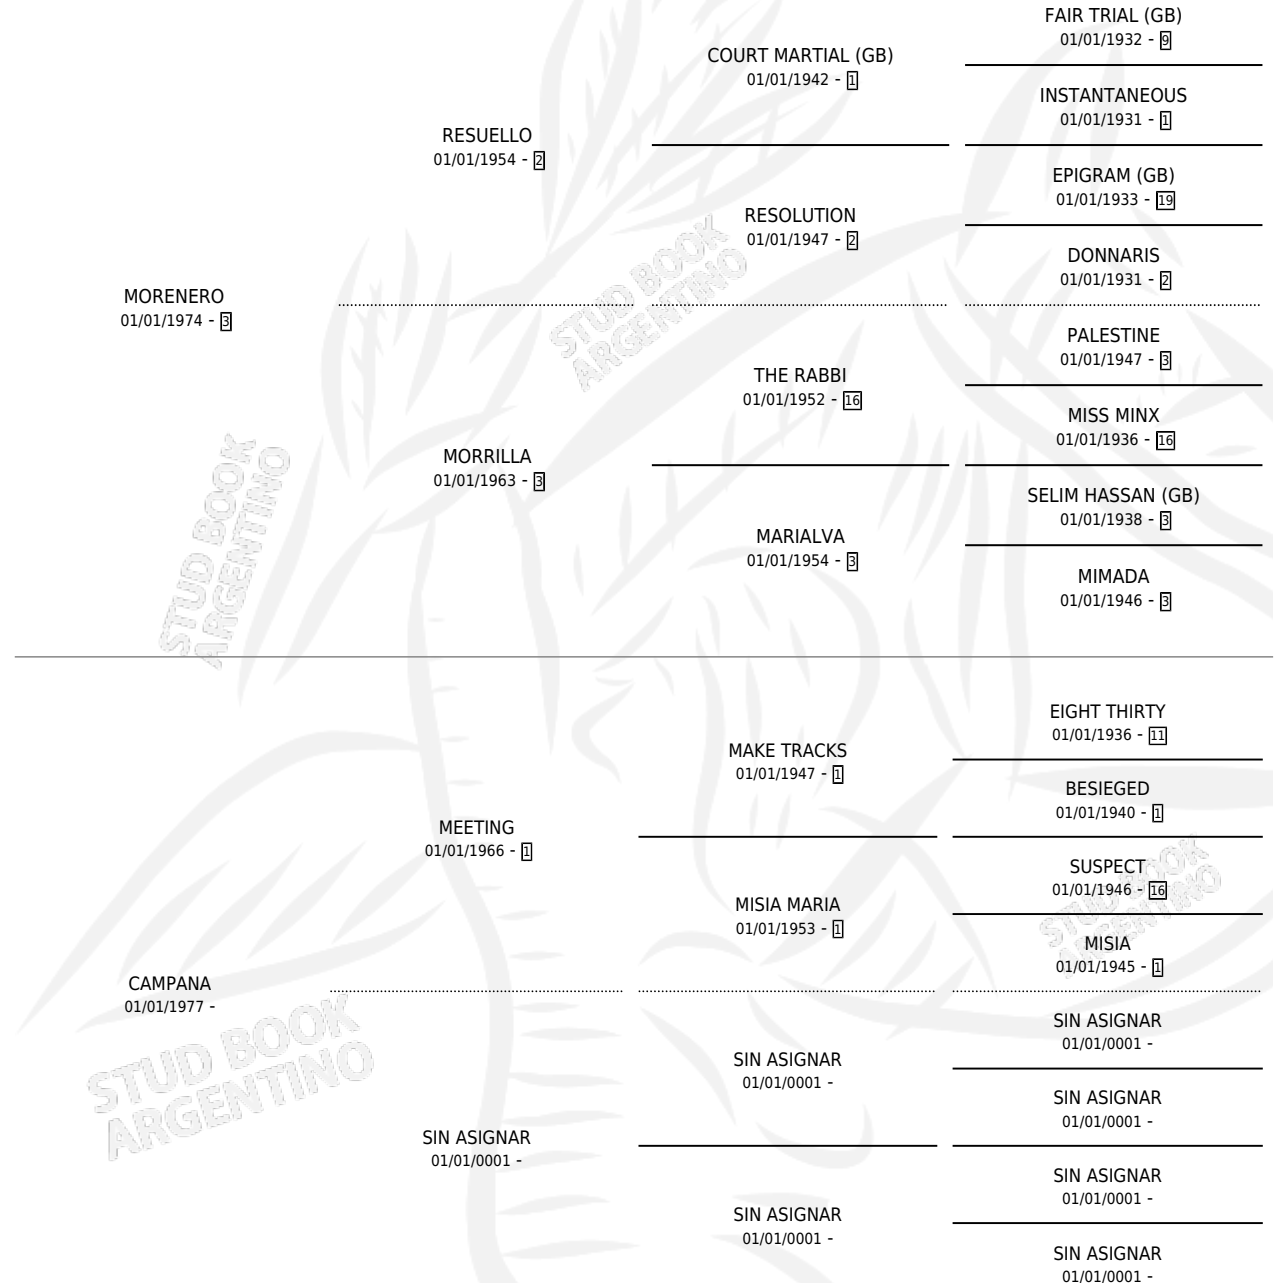 FAIR TRIAL (GB)
01/01/1932 - 9
COURT MARTIAL (GB)
01/01/1942 - 1
INSTANTANEOUS
01/01/1931 - 1
RESUELLO
01/01/1954 - 2
EPIGRAM (GB)
01/01/1933 - 19
RESOLUTION
01/01/1947 - 2
DONNARIS
01/01/1931 - 2
MORENERO
01/01/1974 - 3
PALESTINE
01/01/1947 - 3
THE RABBI
01/01/1952 - 16
MISS MINX
01/01/1936 - 16
MORRILLA
01/01/1963 - 3
SELIM HASSAN (GB)
01/01/1938 - 3
MARIALVA
01/01/1954 - 3
MIMADA
01/01/1946 - 3
EIGHT THIRTY
01/01/1936 - 11
MAKE TRACKS
01/01/1947 - 1
BESIEGED
01/01/1940 - 1
MEETING
01/01/1966 - 1
SUSPECT
01/01/1946 - 16
MISIA MARIA
01/01/1953 - 1
MISIA
01/01/1945 - 1
CAMPANA
01/01/1977 -
SIN ASIGNAR
01/01/0001 -
SIN ASIGNAR
01/01/0001 -
SIN ASIGNAR
01/01/0001 -
SIN ASIGNAR
01/01/0001 -
SIN ASIGNAR
01/01/0001 -
SIN ASIGNAR
01/01/0001 -
SIN ASIGNAR
01/01/0001 -
STUD BOOK
ARGENTINO
STUD BOOK
ARGENTINO
STUD BOOK
ARGENTINO
STUD BOOK
ARGENTINO